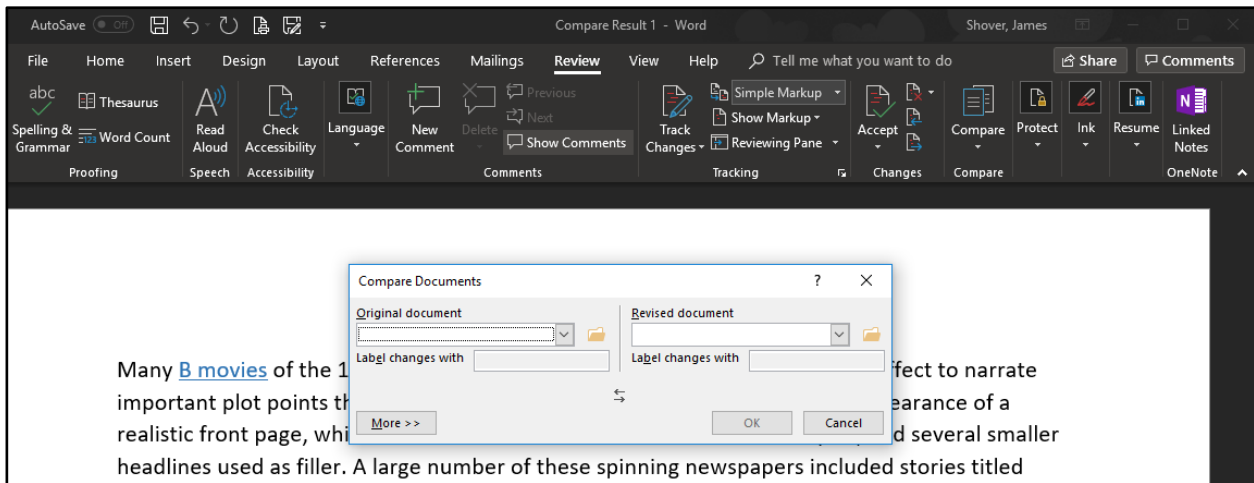 AutoSave Off Compare Result 1 - Word Shover, James
File Home Insert Design Layout References Mailings Review View Help Tell me what you want to do Share Comments
abc
Spelling & Grammar
Thesaurus
Word Count
Proofing
Read Aloud
Speech
Check Accessibility
Accessibility
Language
New Comment
Delete
Previous
Next
Show Comments
Comments
Track Changes
Simple Markup
Show Markup
Reviewing Pane
Tracking
Accept
Changes
Compare
Compare
Protect
Ink
Resume
Linked Notes
OneNote
Compare Documents ? 
Original document Revised document
Label changes with Label changes with
More >> OK Cancel
Many B movies of the 1 ffect to narrate
important plot points th earance of a
realistic front page, whi d several smaller
headlines used as filler. A large number of these spinning newspapers included stories titled